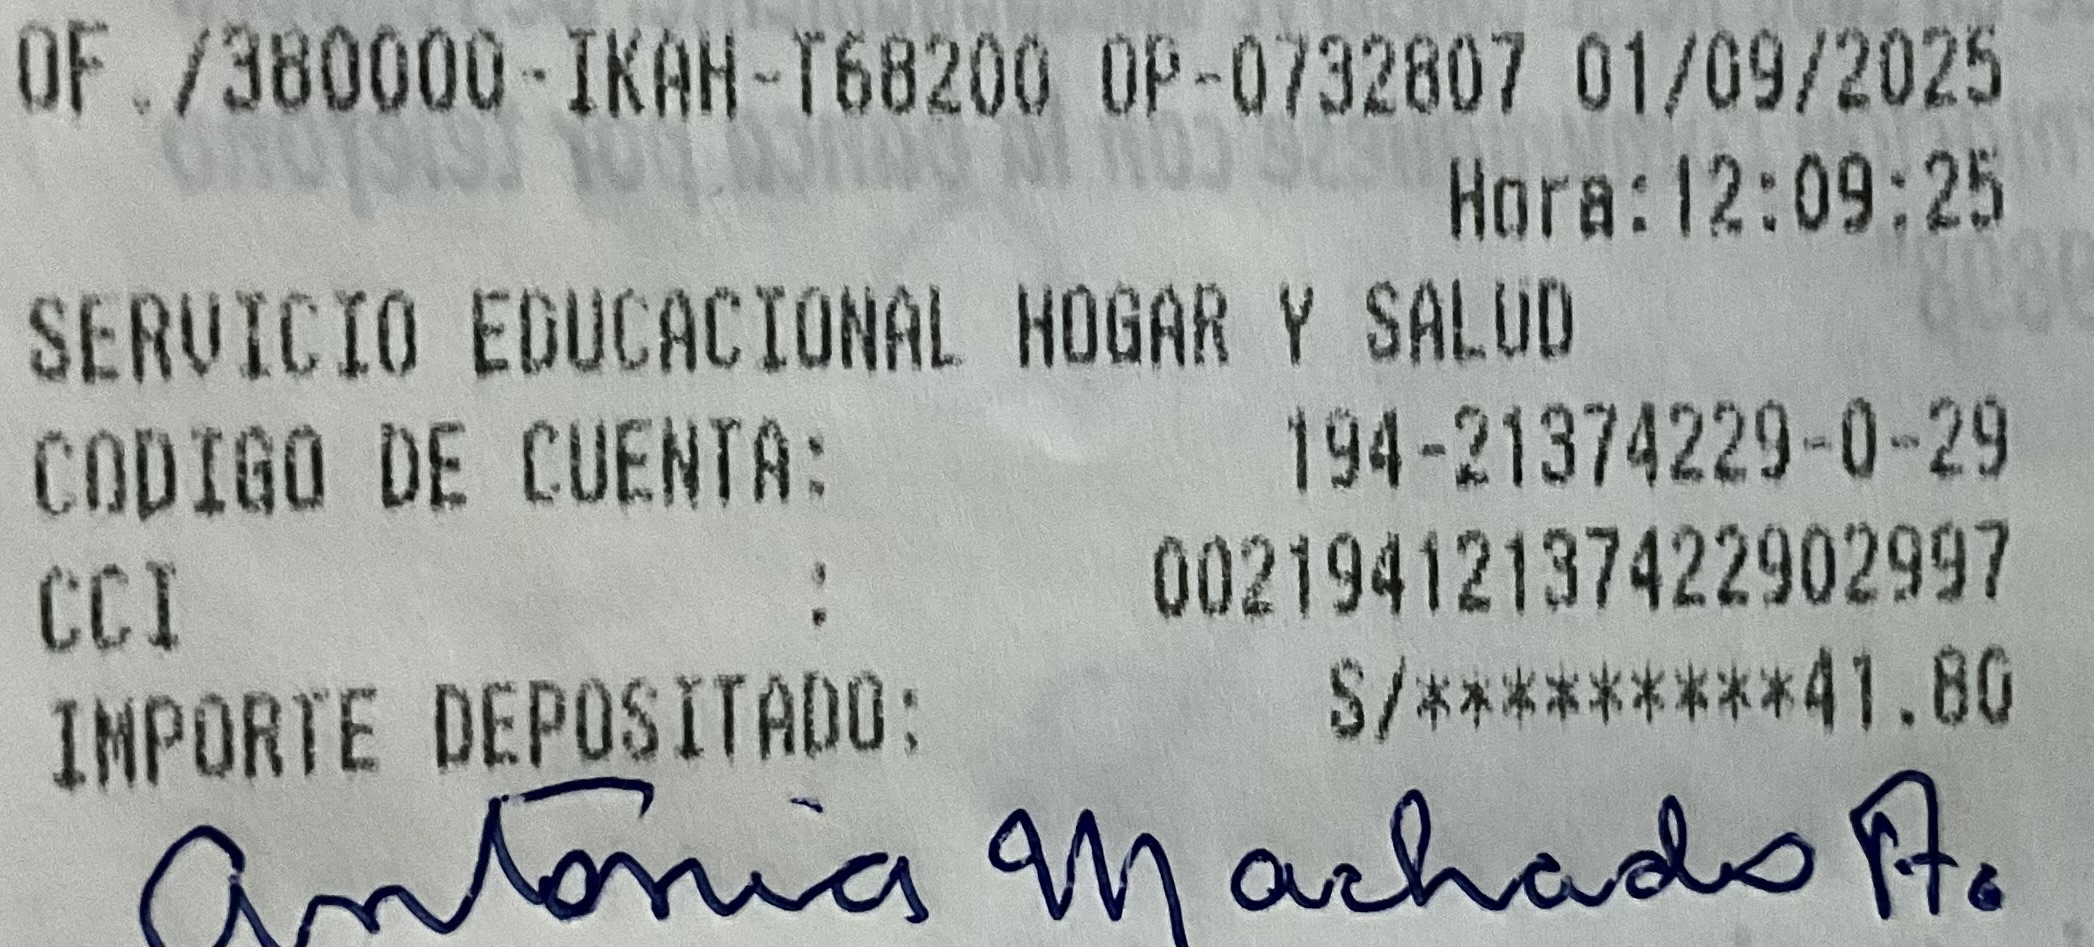 OF./380000-IKAH-T68200 OP-0732807 01/09/2025
Hora:12:09:25
SERVICIO EDUCACIONAL HOGAR Y SALUD
CODIGO DE CUENTA: 194-21374229-0-29
CCI : 00219412137422902997
IMPORTE DEPOSITADO: S/*********41.80
Antonia Machado A.